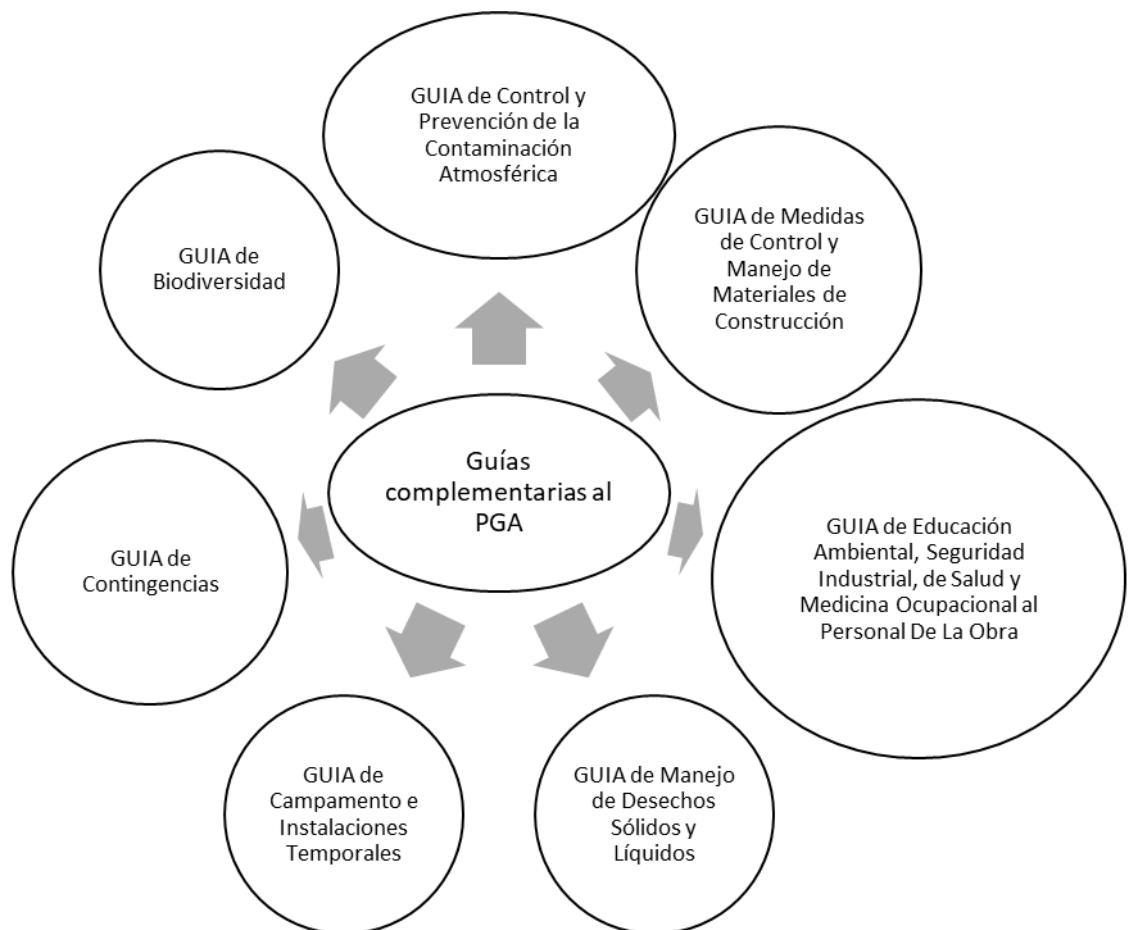 GUIA de Control y
Prevención de la
Contaminación
Atmosférica
GUIA de Medidas
de Control y
Manejo de
Materiales de
Construcción
GUIA de
Biodiversidad
Guías
complementarias al
PGA
GUIA de Educación
Ambiental, Seguridad
Industrial, de Salud y
Medicina Ocupacional al
Personal De La Obra
GUIA de
Contingencias
GUIA de
Campamento e
Instalaciones
Temporales
GUIA de Manejo
de Desechos
Sólidos y
Líquidos